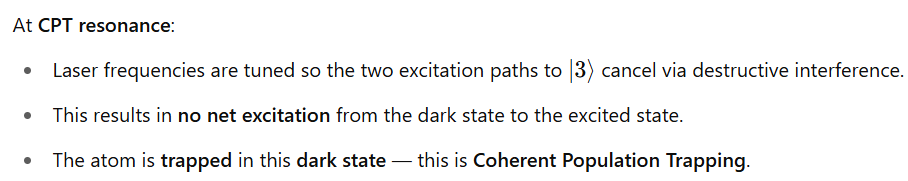 At CPT resonance:
• Laser frequencies are tuned so the two excitation paths to |3⟩ cancel via destructive interference.
• This results in no net excitation from the dark state to the excited state.
• The atom is trapped in this dark state — this is Coherent Population Trapping.